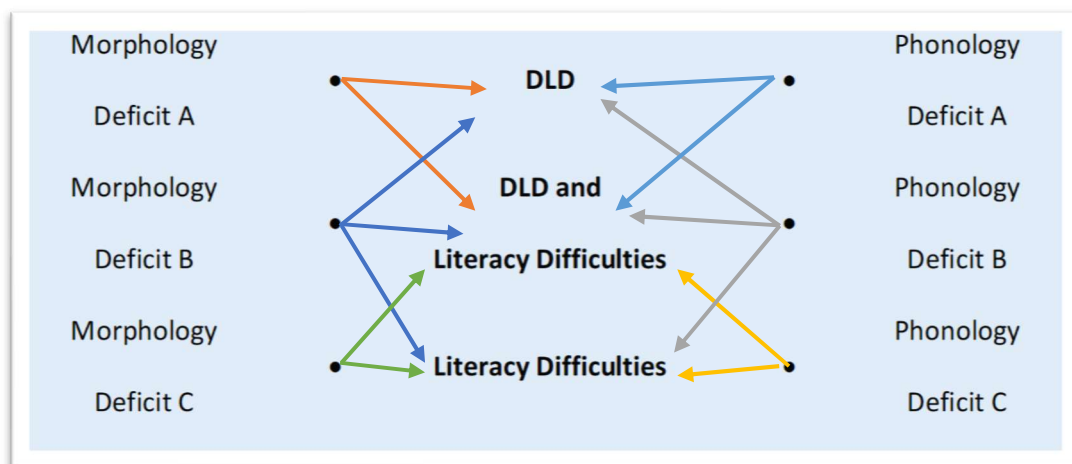 Morphology
Deficit A
Morphology
Deficit B
Morphology
Deficit C
DLD
DLD and
Literacy Difficulties
Literacy Difficulties
Phonology
Deficit A
Phonology
Deficit B
Phonology
Deficit C